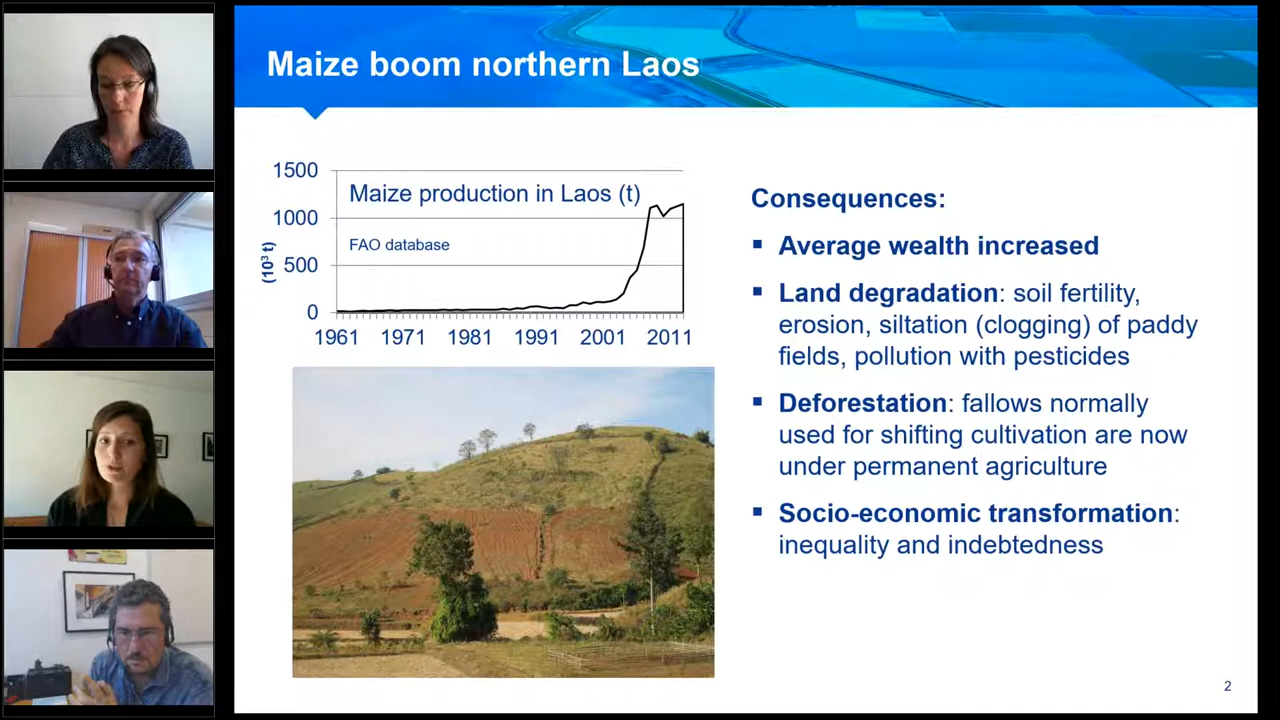 Maize boom northern Laos
1500
Maize production in Laos (t)
1000
FAO database
(10³ t)
500
0
1961 1971 1981 1991 2001 2011
Consequences:
▪ Average wealth increased
▪ Land degradation: soil fertility,
erosion, siltation (clogging) of paddy
fields, pollution with pesticides
▪ Deforestation: fallows normally
used for shifting cultivation are now
under permanent agriculture
▪ Socio-economic transformation:
inequality and indebtedness
2